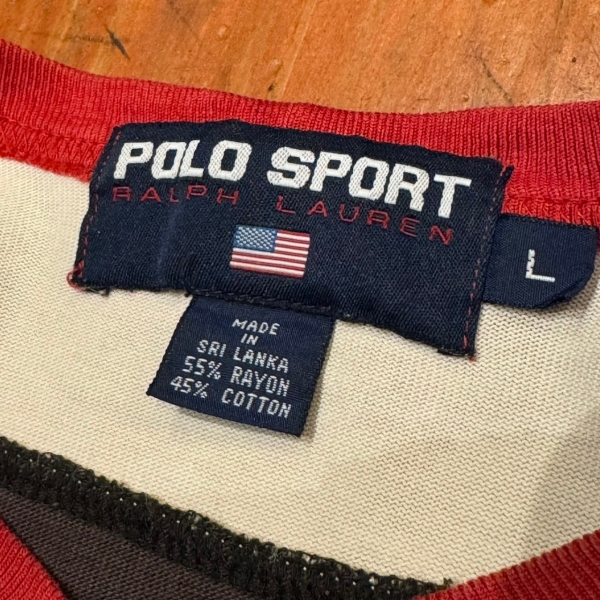 POLO SPORT
RALPH LAUREN
L
MADE
IN
SRI LANKA
55% RAYON
45% COTTON